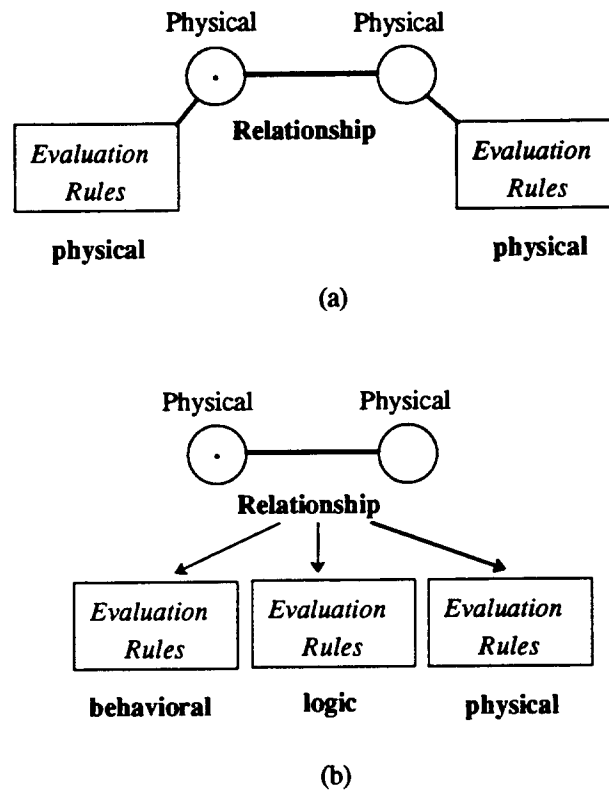 Physical Physical
Relationship
Evaluation Rules Evaluation Rules
physical physical
(a)
Physical Physical
Relationship
Evaluation Evaluation Evaluation
Rules Rules Rules
behavioral logic physical
(b)